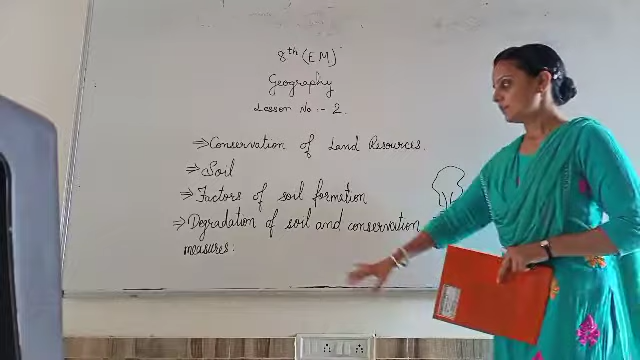 8th (EM)
Geography
Lesson No :- 2
⇒ Conservation of Land Resources.
⇒ Soil
⇒ Factors of soil formation
⇒ Degradation of soil and conservation
measures.